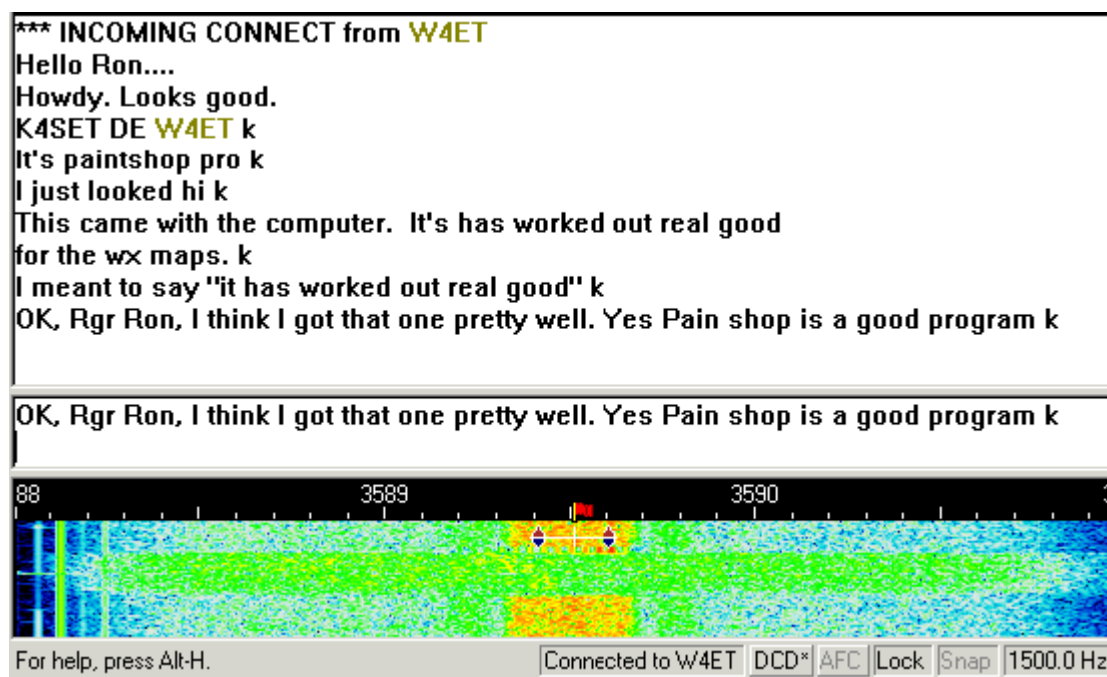 *** INCOMING CONNECT from W4ET
Hello Ron....
Howdy. Looks good.
K4SET DE W4ET k
It's paintshop pro k
I just looked hi k
This came with the computer.  It's has worked out real good
for the wx maps. k
I meant to say "it has worked out real good" k
OK, Rgr Ron, I think I got that one pretty well. Yes Pain shop is a good program k
OK, Rgr Ron, I think I got that one pretty well. Yes Pain shop is a good program k
88 3589 3590
For help, press Alt-H. Connected to W4ET DCD* AFC Lock Snap 1500.0 Hz